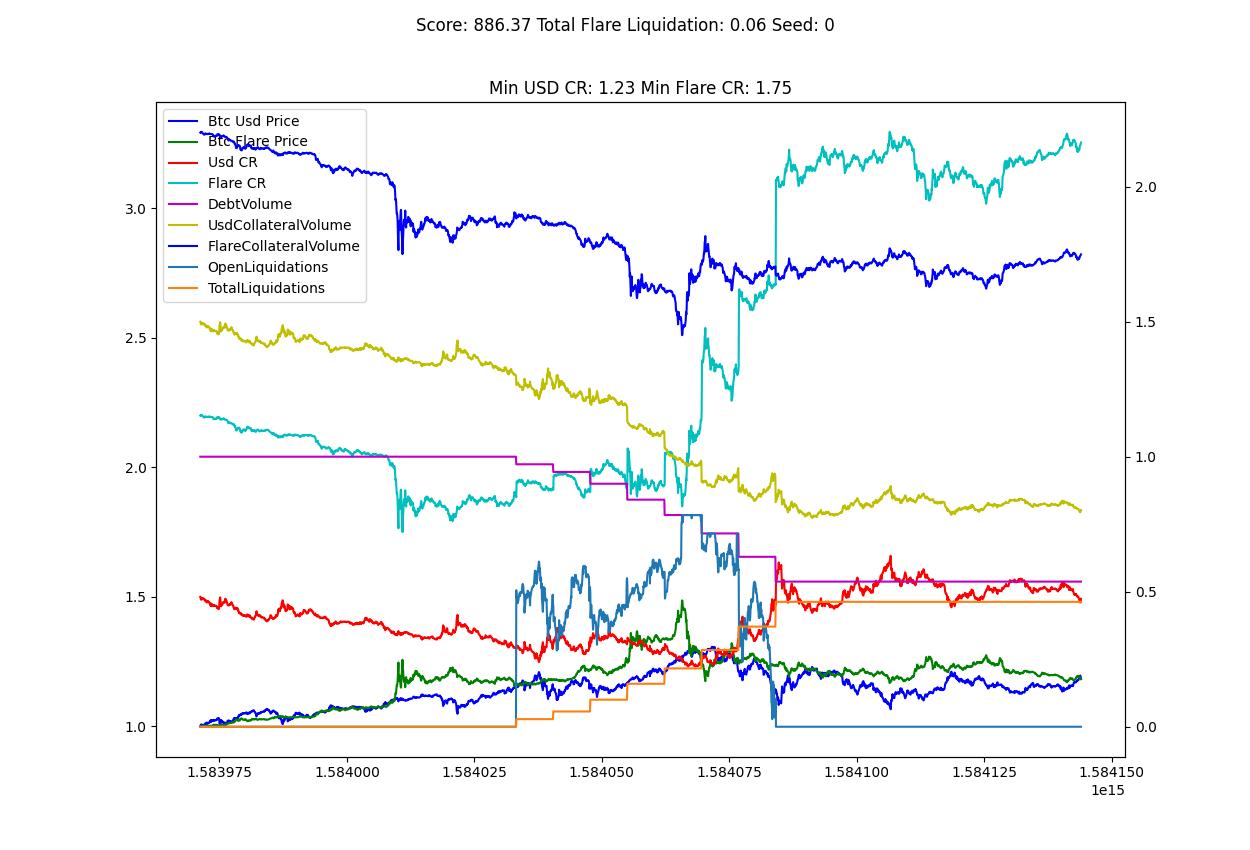 Score: 886.37 Total Flare Liquidation: 0.06 Seed: 0
Min USD CR: 1.23 Min Flare CR: 1.75
Btc Usd Price
Btc Flare Price
Usd CR
Flare CR
DebtVolume
UsdCollateralVolume
FlareCollateralVolume
OpenLiquidations
TotalLiquidations
3.0
2.5
2.0
1.5
1.0
2.0
1.5
1.0
0.5
0.0
1.583975 1.584000 1.584025 1.584050 1.584075 1.584100 1.584125 1.584150
1e15